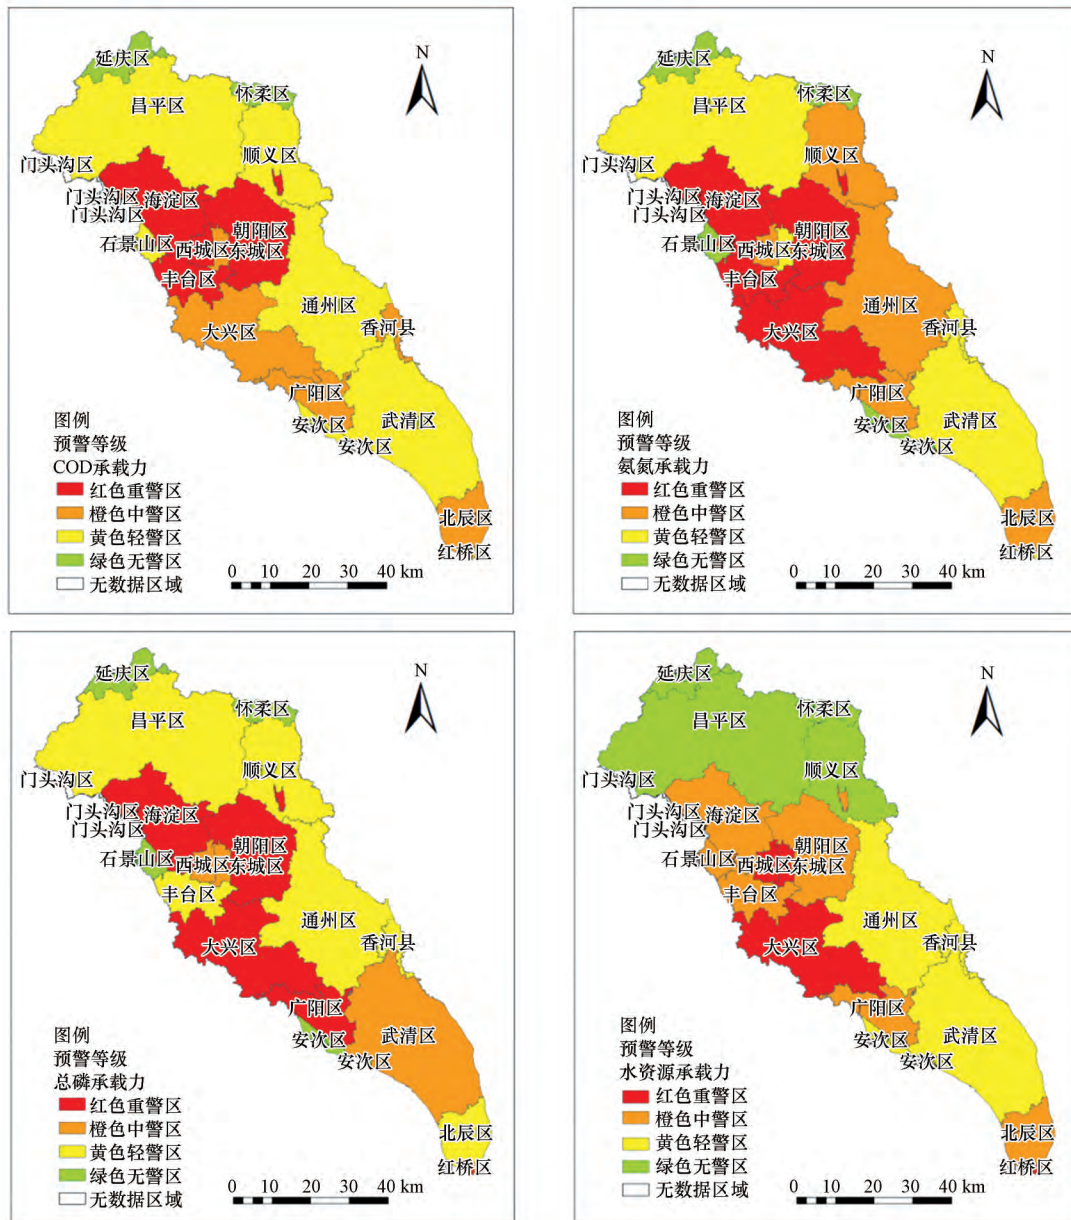 延庆区
N
怀柔区
昌平区
顺义区
门头沟区
门头沟区
海淀区
门头沟区
朝阳区
石景山区
西城区
东城区
丰台区
通州区
大兴区
香河县
广阳区
安次区
武清区
安次区
北辰区
红桥区
图例
预警等级
COD承载力
红色重警区
橙色中警区
黄色轻警区
绿色无警区
无数据区域
0 10 20 30 40 km
延庆区
N
怀柔区
昌平区
顺义区
门头沟区
门头沟区
海淀区
门头沟区
朝阳区
石景山区
西城区
东城区
丰台区
通州区
大兴区
香河县
广阳区
安次区
武清区
安次区
北辰区
红桥区
图例
预警等级
氨氮承载力
红色重警区
橙色中警区
黄色轻警区
绿色无警区
无数据区域
0 10 20 30 40 km
延庆区
N
怀柔区
昌平区
顺义区
门头沟区
门头沟区
海淀区
门头沟区
朝阳区
石景山区
西城区
东城区
丰台区
通州区
大兴区
香河县
广阳区
安次区
武清区
安次区
北辰区
红桥区
图例
预警等级
总磷承载力
红色重警区
橙色中警区
黄色轻警区
绿色无警区
无数据区域
0 10 20 30 40 km
延庆区
N
怀柔区
昌平区
顺义区
门头沟区
门头沟区
海淀区
门头沟区
朝阳区
石景山区
西城区
东城区
丰台区
通州区
大兴区
香河县
广阳区
安次区
武清区
安次区
北辰区
红桥区
图例
预警等级
水资源承载力
红色重警区
橙色中警区
黄色轻警区
绿色无警区
无数据区域
0 10 20 30 40 km